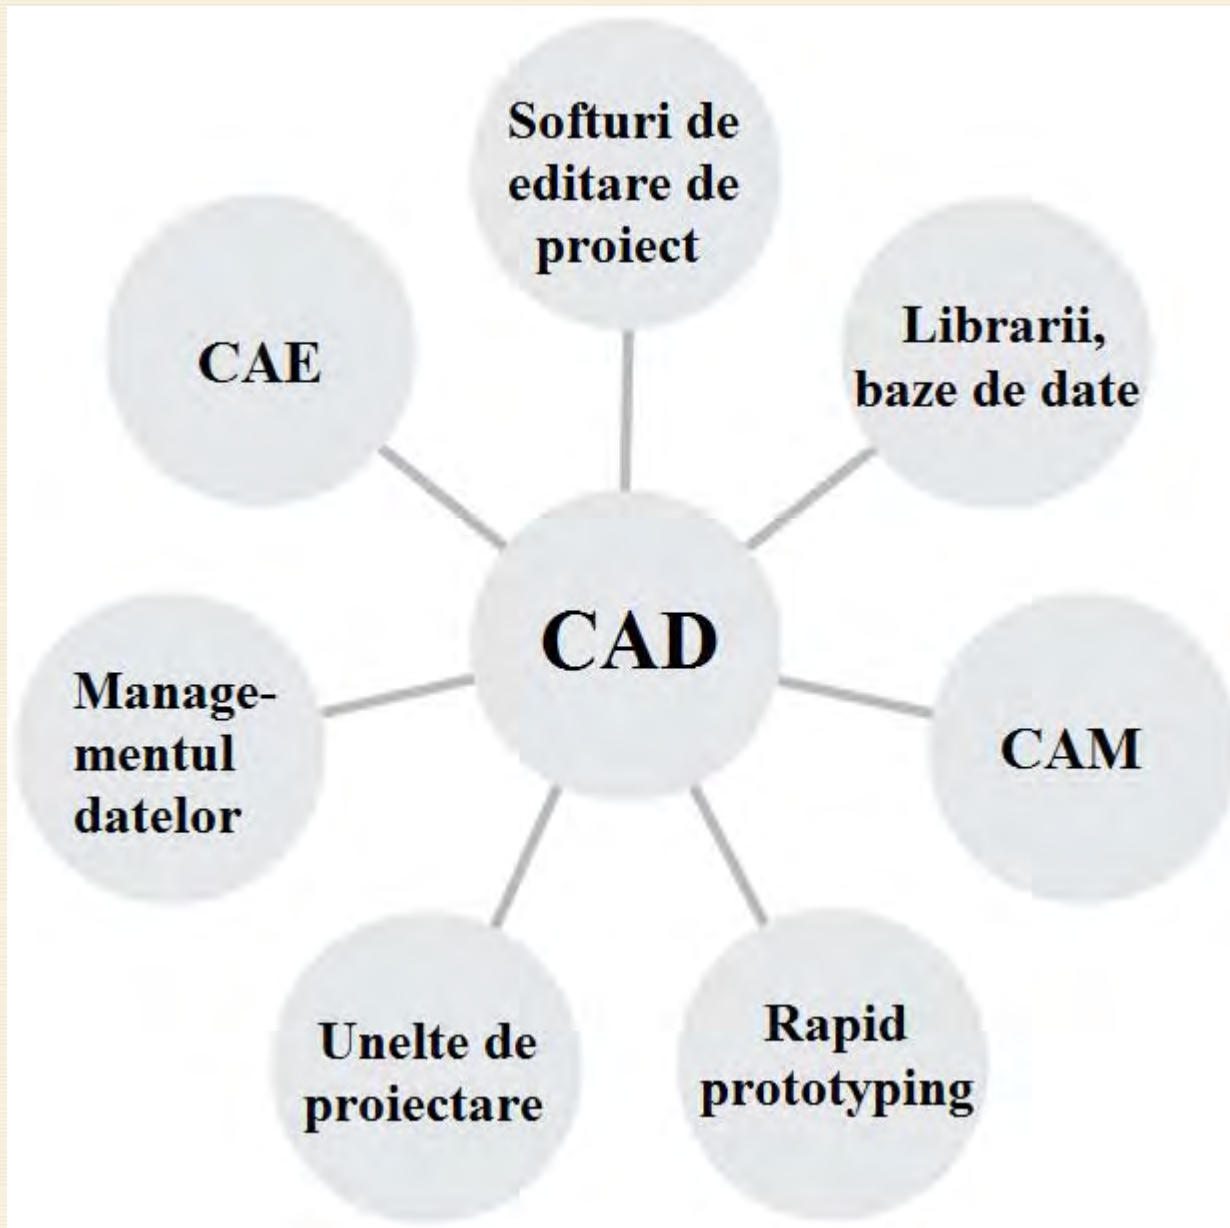 Softuri de
editare de
proiect
CAE
Librarii,
baze de date
CAD
Manage-
mentul
datelor
CAM
Unelte de
proiectare
Rapid
prototyping